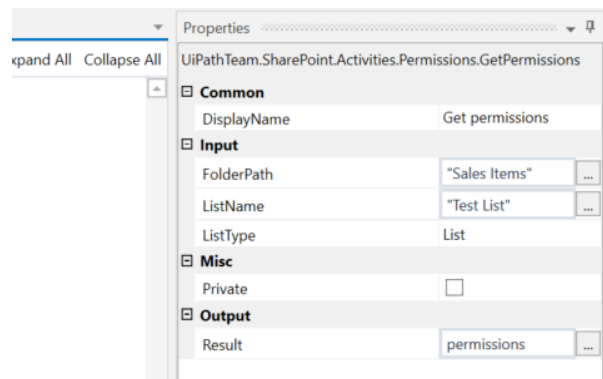 Properties
xpand All Collapse All
UiPathTeam.SharePoint.Activities.Permissions.GetPermissions
Common
DisplayName Get permissions
Input
FolderPath "Sales Items" ...
ListName "Test List" ...
ListType List
Misc
Private
Output
Result permissions ...